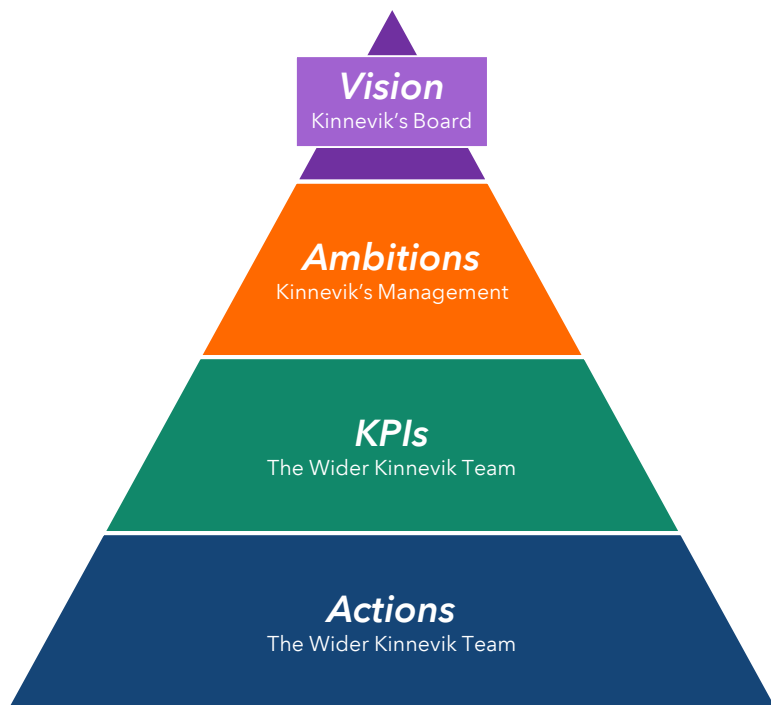 Vision
Kinnevik’s Board
Ambitions
Kinnevik’s Management
KPIs
The Wider Kinnevik Team
Actions
The Wider Kinnevik Team